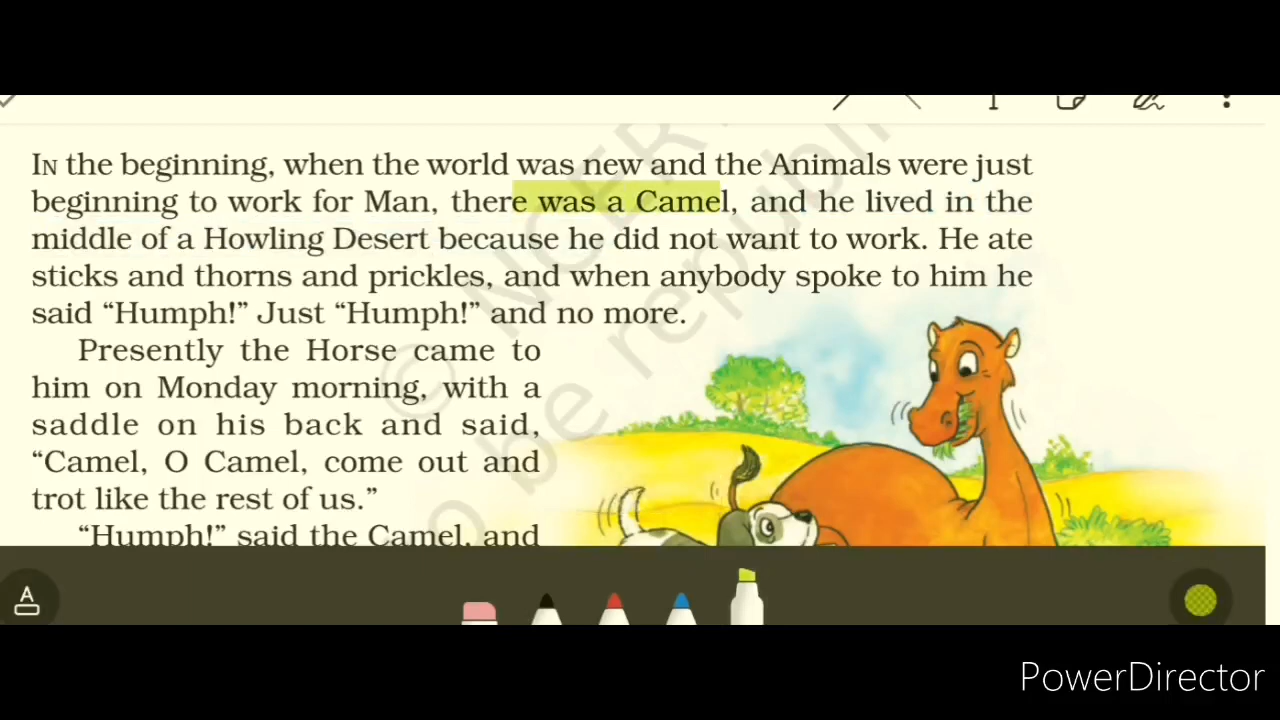 IN the beginning, when the world was new and the Animals were just
beginning to work for Man, there was a Camel, and he lived in the
middle of a Howling Desert because he did not want to work. He ate
sticks and thorns and prickles, and when anybody spoke to him he
said “Humph!” Just “Humph!” and no more.
Presently the Horse came to
him on Monday morning, with a
saddle on his back and said,
“Camel, O Camel, come out and
trot like the rest of us.”
“Humph!” said the Camel, and
© NCER
o be republi
A
PowerDirector